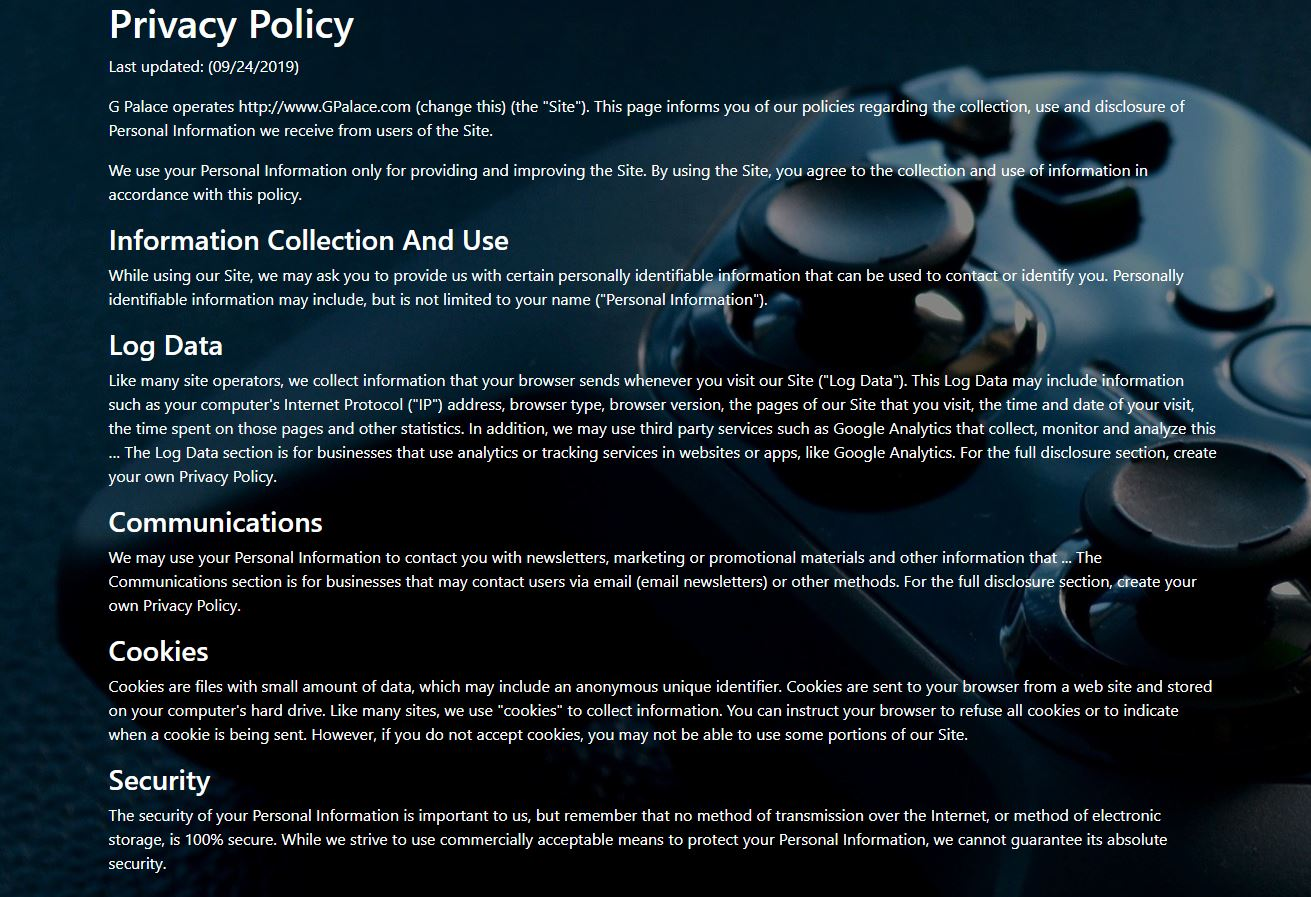 Privacy Policy
Last updated: (09/24/2019)
G Palace operates http://www.GPalace.com (change this) (the "Site"). This page informs you of our policies regarding the collection, use and disclosure of
Personal Information we receive from users of the Site.
We use your Personal Information only for providing and improving the Site. By using the Site, you agree to the collection and use of information in
accordance with this policy.
Information Collection And Use
While using our Site, we may ask you to provide us with certain personally identifiable information that can be used to contact or identify you. Personally
identifiable information may include, but is not limited to your name ("Personal Information").
Log Data
Like many site operators, we collect information that your browser sends whenever you visit our Site ("Log Data"). This Log Data may include information
such as your computer's Internet Protocol ("IP") address, browser type, browser version, the pages of our Site that you visit, the time and date of your visit,
the time spent on those pages and other statistics. In addition, we may use third party services such as Google Analytics that collect, monitor and analyze this
... The Log Data section is for businesses that use analytics or tracking services in websites or apps, like Google Analytics. For the full disclosure section, create
your own Privacy Policy.
Communications
We may use your Personal Information to contact you with newsletters, marketing or promotional materials and other information that ... The
Communications section is for businesses that may contact users via email (email newsletters) or other methods. For the full disclosure section, create your
own Privacy Policy.
Cookies
Cookies are files with small amount of data, which may include an anonymous unique identifier. Cookies are sent to your browser from a web site and stored
on your computer's hard drive. Like many sites, we use "cookies" to collect information. You can instruct your browser to refuse all cookies or to indicate
when a cookie is being sent. However, if you do not accept cookies, you may not be able to use some portions of our Site.
Security
The security of your Personal Information is important to us, but remember that no method of transmission over the Internet, or method of electronic
storage, is 100% secure. While we strive to use commercially acceptable means to protect your Personal Information, we cannot guarantee its absolute
security.